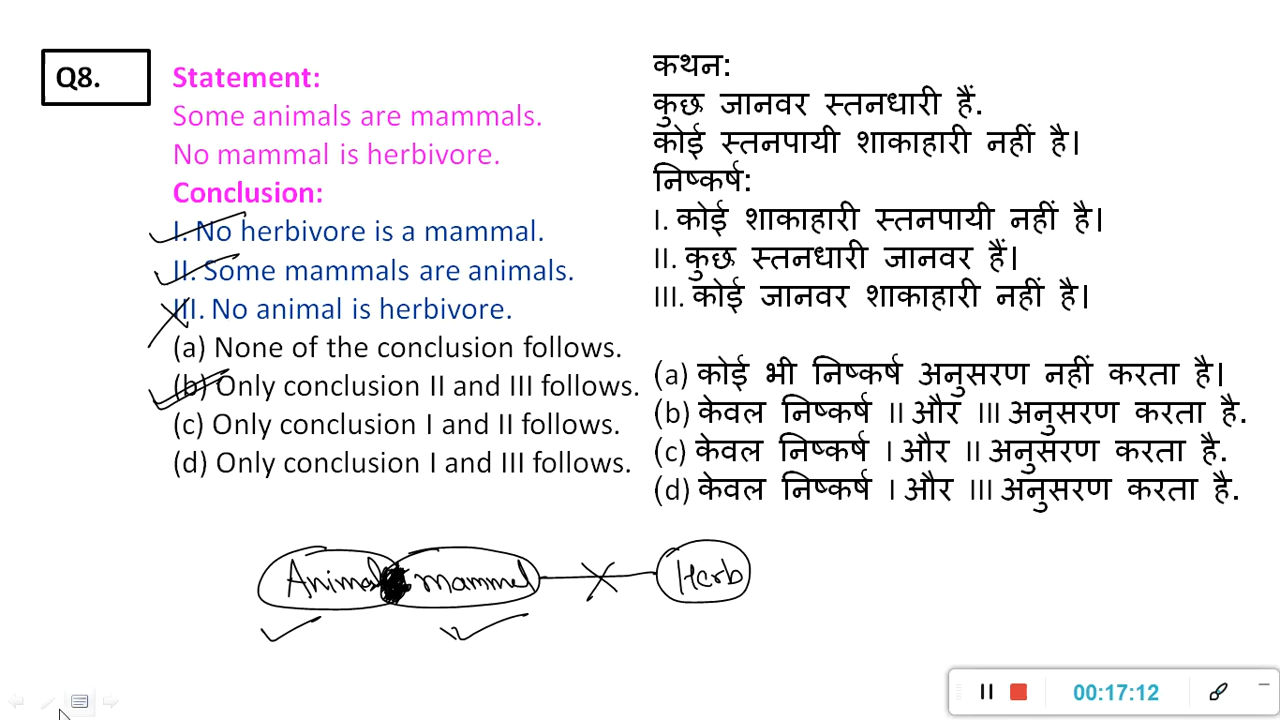 Q8.
Statement:
Some animals are mammals.
No mammal is herbivore.
Conclusion:
I. No herbivore is a mammal.
II. Some mammals are animals.
III. No animal is herbivore.
(a) None of the conclusion follows.
(b) Only conclusion II and III follows.
(c) Only conclusion I and II follows.
(d) Only conclusion I and III follows.
कथन:
कुछ जानवर स्तनधारी हैं.
कोई स्तनपायी शाकाहारी नहीं है।
निष्कर्ष:
I. कोई शाकाहारी स्तनपायी नहीं है।
II. कुछ स्तनधारी जानवर हैं।
III. कोई जानवर शाकाहारी नहीं है।
(a) कोई भी निष्कर्ष अनुसरण नहीं करता है।
(b) केवल निष्कर्ष II और III अनुसरण करता है.
(c) केवल निष्कर्ष I और II अनुसरण करता है.
(d) केवल निष्कर्ष I और III अनुसरण करता है.
Animal mammel Herb
00:17:12